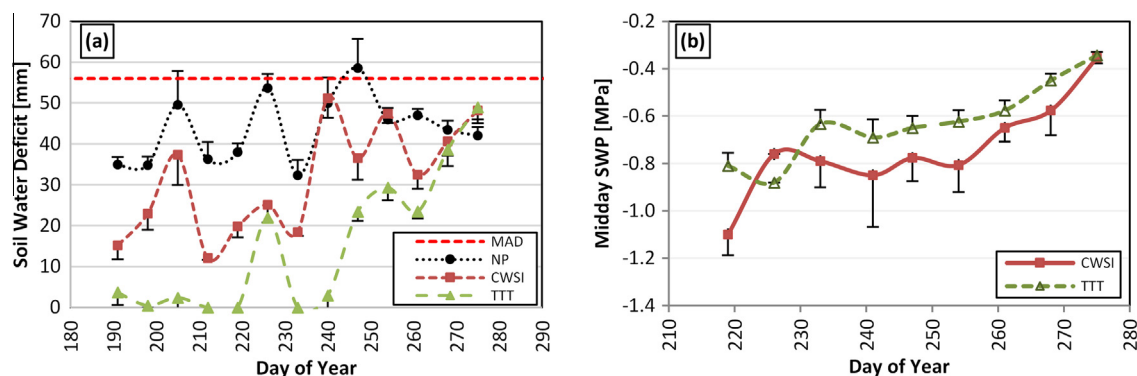 (a)
Soil Water Deficit [mm]
70
60
50
40
30
20
10
0
180
190
200
210
220
230
240
250
260
270
280
290
Day of Year
MAD
NP
CWSI
TTT
(b)
Midday SWP [MPa]
-0.2
-0.4
-0.6
-0.8
-1.0
-1.2
-1.4
210
220
230
240
250
260
270
280
Day of Year
CWSI
TTT